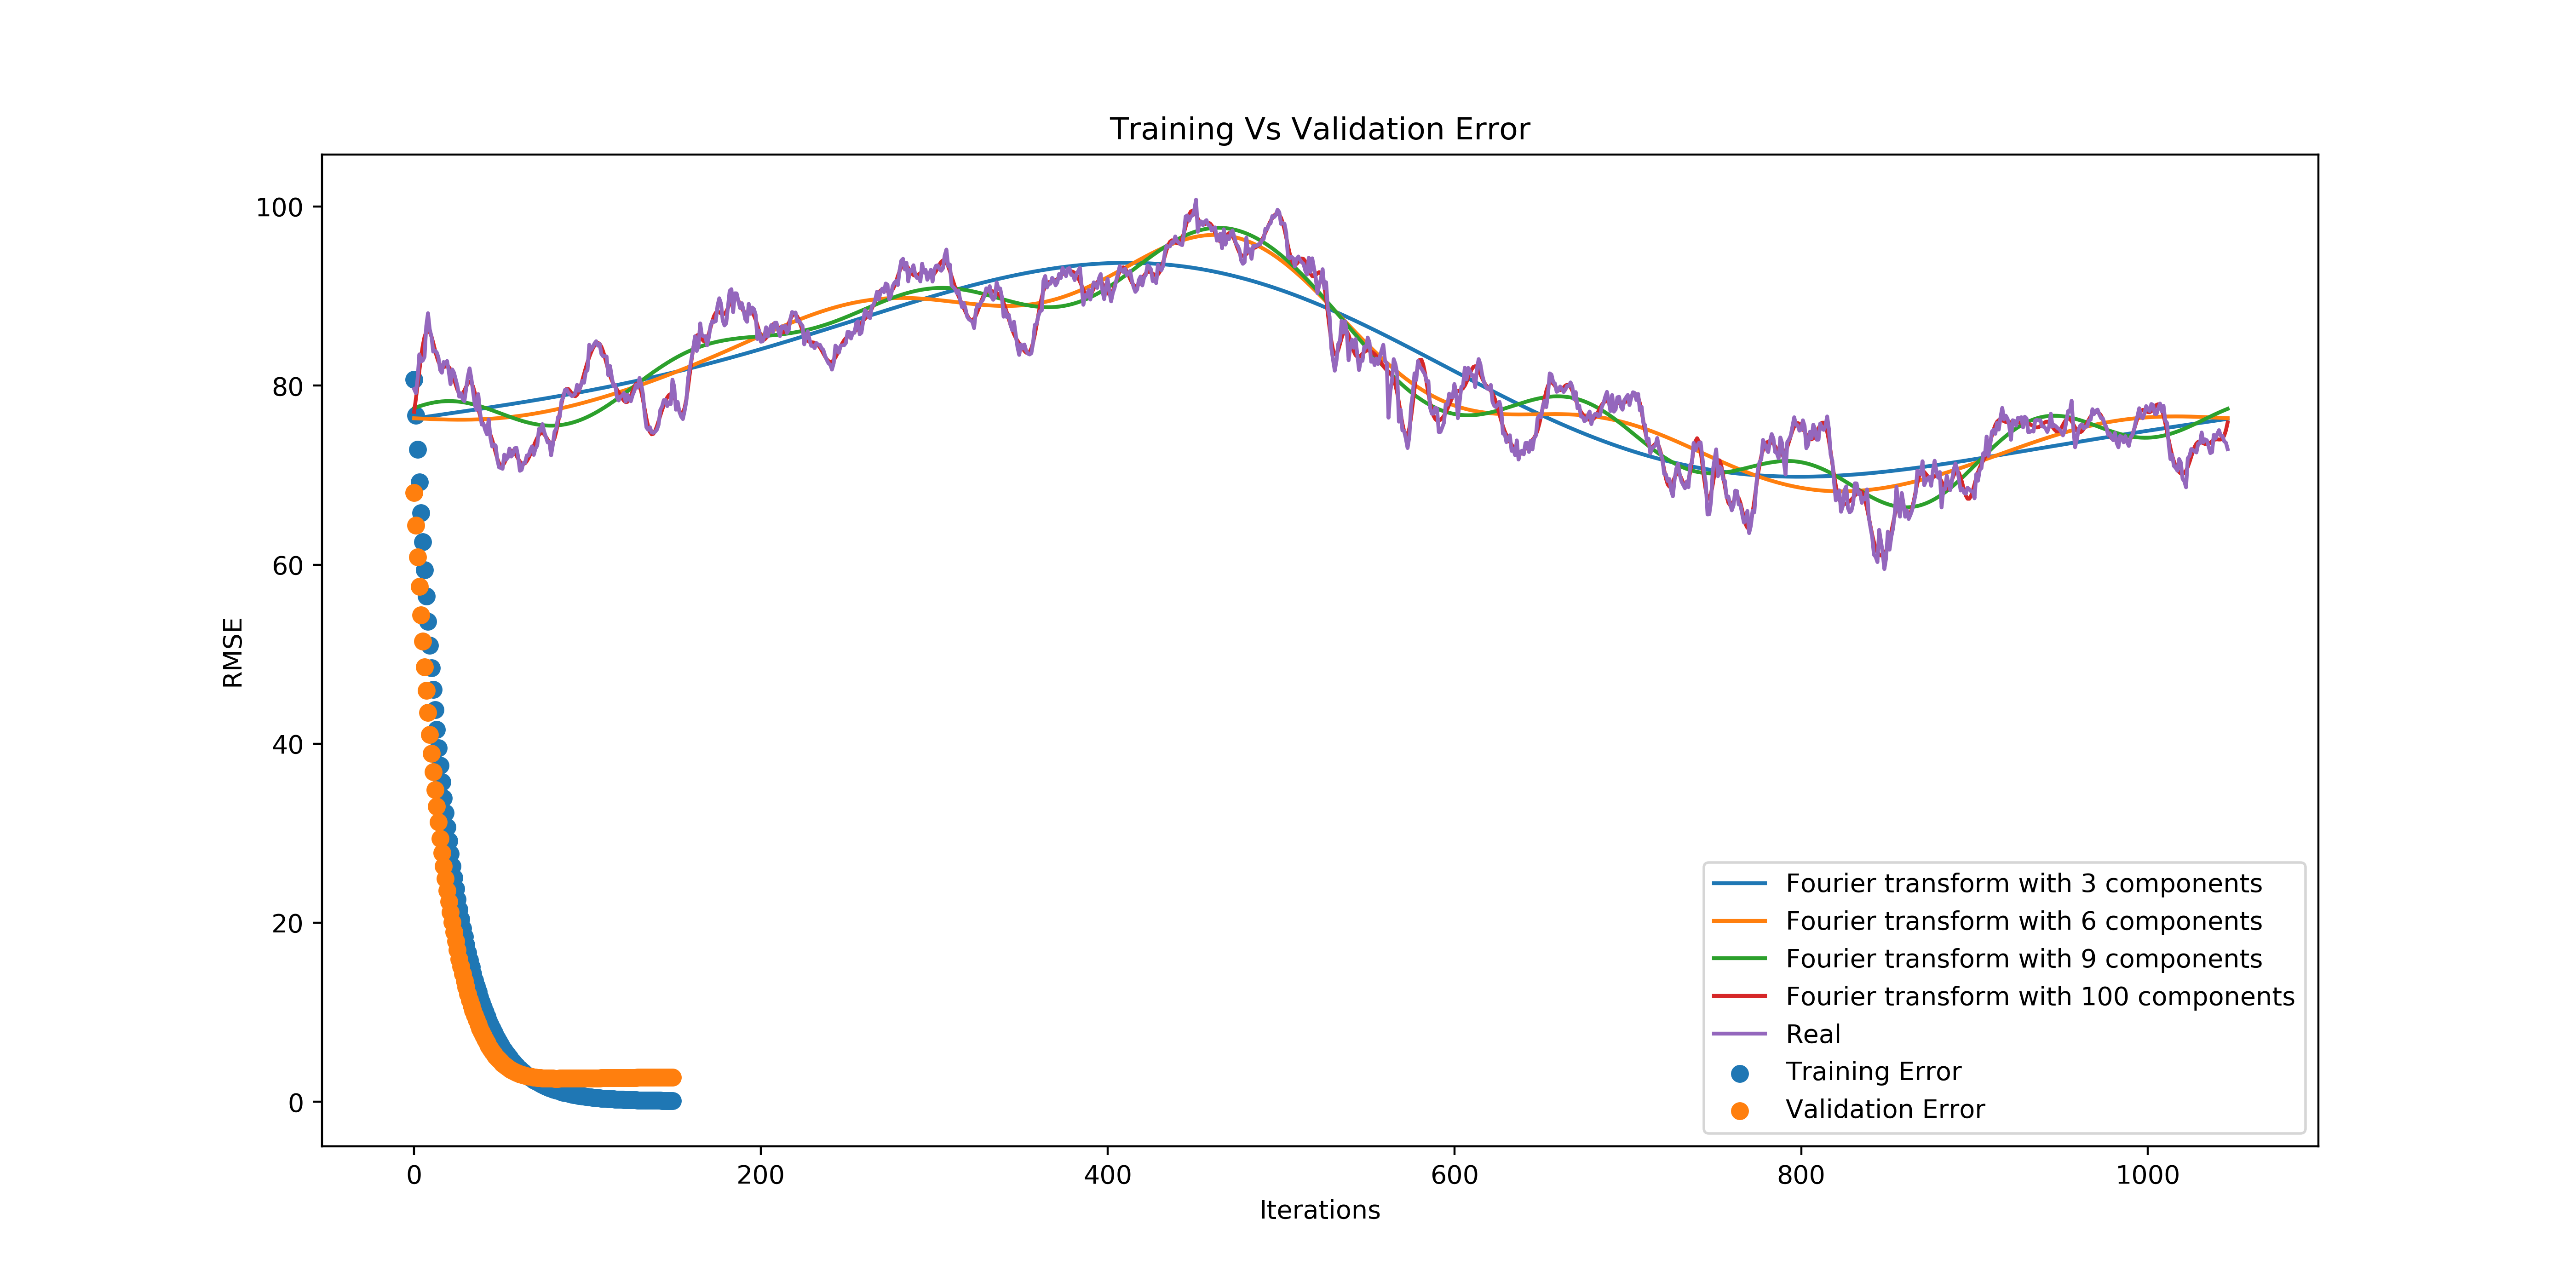 Training Vs Validation Error
100
80
60
40
20
0
RMSE
0 200 400 600 800 1000
Iterations
Fourier transform with 3 components
Fourier transform with 6 components
Fourier transform with 9 components
Fourier transform with 100 components
Real
Training Error
Validation Error